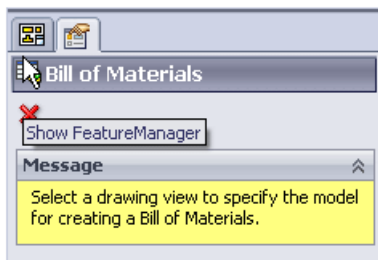 Bill of Materials
Show FeatureManager
Message
Select a drawing view to specify the model
for creating a Bill of Materials.